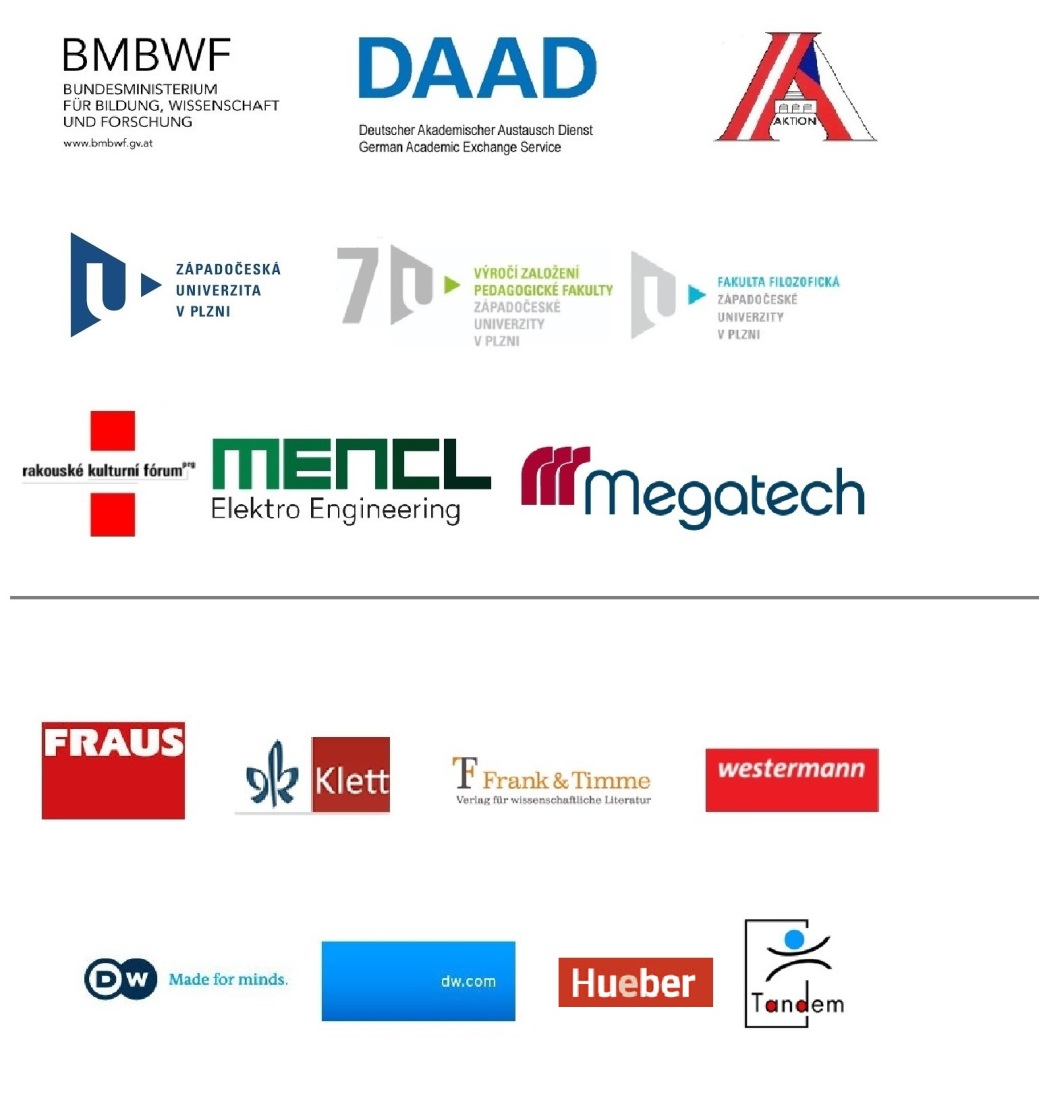 BMBWF
BUNDESMINISTERIUM
FÜR BILDUNG, WISSENSCHAFT
UND FORSCHUNG
www.bmbwf.gv.at
DAAD
Deutscher Akademischer Austausch Dienst
German Academic Exchange Service
AKTION
ZÁPADOČESKÁ
UNIVERZITA
V PLZNI
70
VÝROČÍ ZALOŽENÍ
PEDAGOGICKÉ FAKULTY
ZÁPADOČESKÉ
UNIVERZITY
V PLZNI
FAKULTA FILOZOFICKÁ
ZÁPADOČESKÉ
UNIVERZITY
V PLZNI
rakouské kulturní fórum prg
MENCL
Elektro Engineering
Megatech
FRAUS
Klett
TF Frank & Timme
Verlag für wissenschaftliche Literatur
westermann
DW Made for minds.
dw.com
Hueber
Tandem